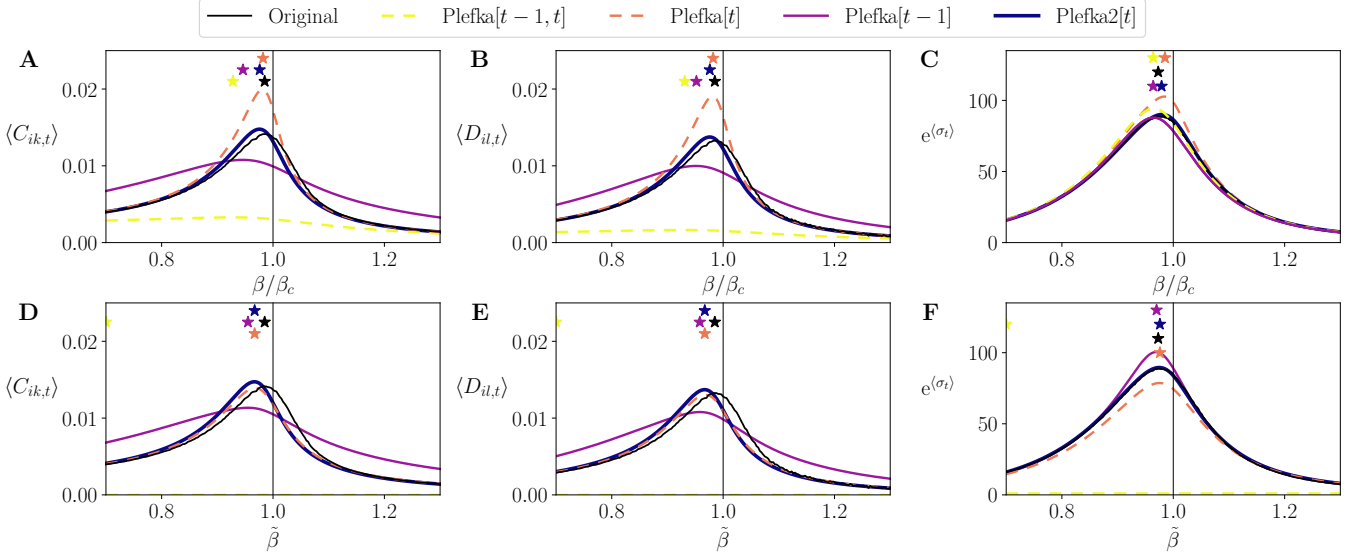 Original Plefka[t − 1, t] Plefka[t] Plefka[t − 1] Plefka2[t]
A B C
0.02 0.02 100
⟨C_{ik,t}⟩ ⟨D_{il,t}⟩ e^{⟨σ_t⟩}
0.01 0.01 50
0.00 0.00 0
0.8 1.0 1.2 0.8 1.0 1.2 0.8 1.0 1.2
β/β_c β/β_c β/β_c
D E F
0.02 0.02 100
⟨C_{ik,t}⟩ ⟨D_{il,t}⟩ e^{⟨σ_t⟩}
0.01 0.01 50
0.00 0.00 0
0.8 1.0 1.2 0.8 1.0 1.2 0.8 1.0 1.2
β̃ β̃ β̃